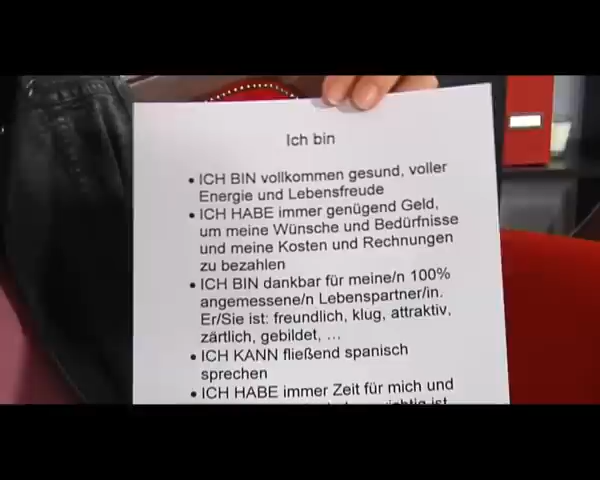 Ich bin
• ICH BIN vollkommen gesund, voller
Energie und Lebensfreude
• ICH HABE immer genügend Geld,
um meine Wünsche und Bedürfnisse
und meine Kosten und Rechnungen
zu bezahlen
• ICH BIN dankbar für meine/n 100%
angemessene/n Lebenspartner/in.
Er/Sie ist: freundlich, klug, attraktiv,
zärtlich, gebildet, ...
• ICH KANN fließend spanisch
sprechen
• ICH HABE immer Zeit für mich und
wichtig ist